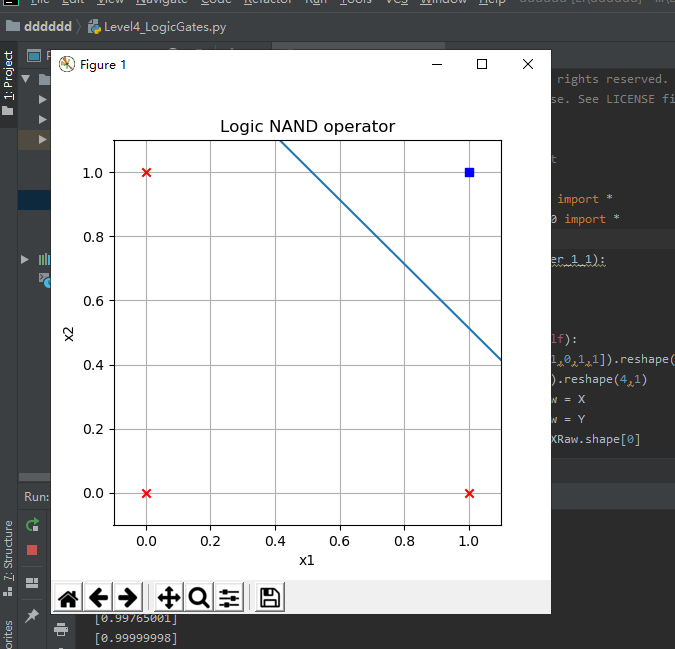 File Edit View Navigate Code Refactor Run Tools VCS Window Help
dddddd Level4_LogicGates.py
1: Project
P
Figure 1
rights reserved.
se. See LICENSE fi
t
import *
0 import *
er_1_1):
lf):
1,0,1,1]).reshape(
).reshape(4,1)
w = X
w = Y
XRaw.shape[0]
Logic NAND operator
1.0
0.8
0.6
0.4
0.2
0.0
x2
0.0 0.2 0.4 0.6 0.8 1.0
x1
Run:
7: Structure
orites
[0.99765001]
[0.99999998]